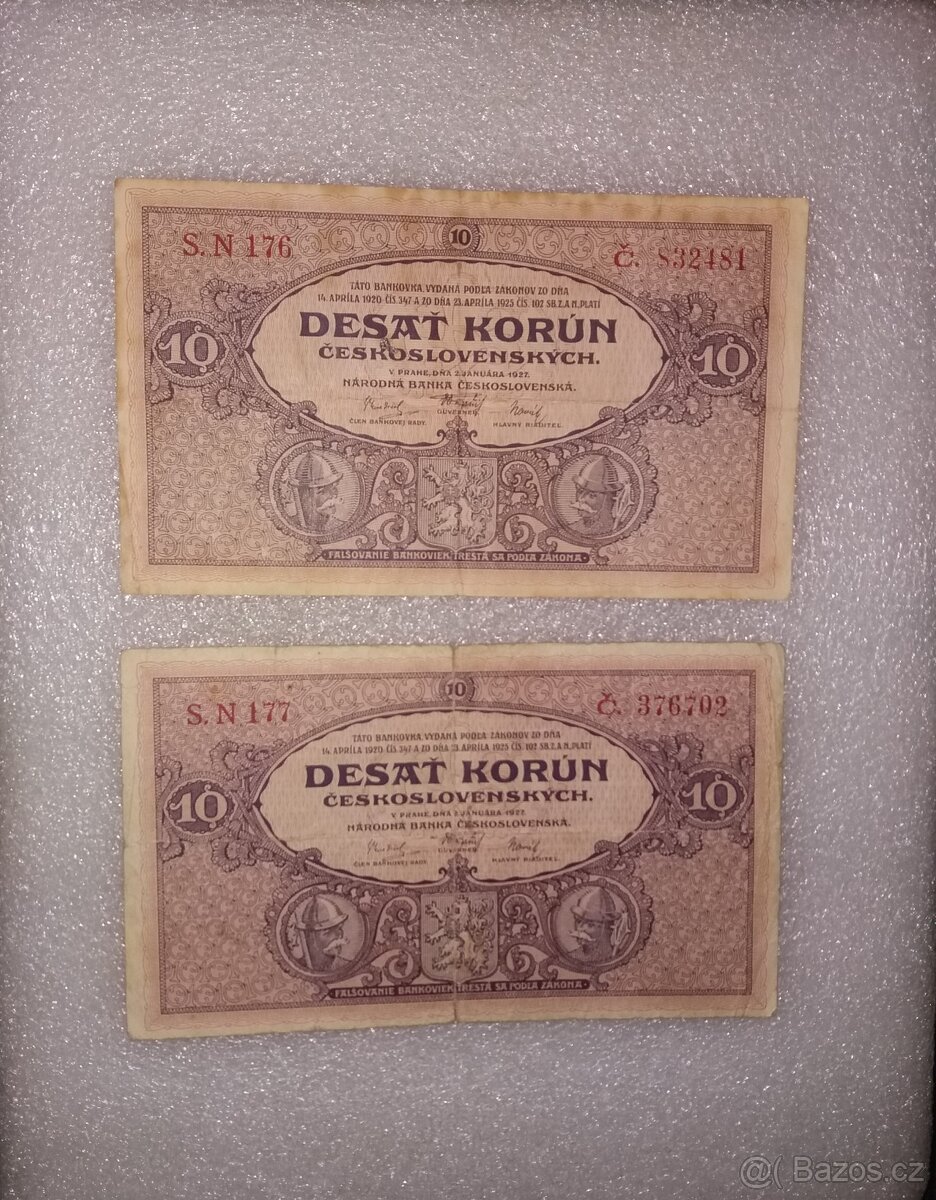 S.N 176
10
Č. 832481
TÁTO BANKOVKA, VYDANÁ PODĽA ZÁKONOV ZO DŇA
14. APRÍLA 1920 ČÍS. 347 A ZO DŇA 23. APRÍLA 1925 ČÍS. 102 SB. Z. A N. PLATÍ
DESAŤ KORÚN
ČESKOSLOVENSKÝCH.
10
10
V PRAHE, DŇA 2. JANUÁRA 1927.
NÁRODNÁ BANKA ČESKOSLOVENSKÁ.
GUVERNER
ČLEN BANKOVEJ RADY.
HLAVNÝ RIADITEĽ.
· FALŠOVANIE BANKOVIEK TRESTÁ SA PODĽA ZÁKONA ·
S.N 177
10
Č. 376702
TÁTO BANKOVKA, VYDANÁ PODĽA ZÁKONOV ZO DŇA
14. APRÍLA 1920 ČÍS. 347 A ZO DŇA 23. APRÍLA 1925 ČÍS. 102 SB. Z. A N. PLATÍ
DESAŤ KORÚN
ČESKOSLOVENSKÝCH.
10
10
V PRAHE, DŇA 2. JANUÁRA 1927.
NÁRODNÁ BANKA ČESKOSLOVENSKÁ.
GUVERNER
ČLEN BANKOVEJ RADY.
HLAVNÝ RIADITEĽ.
· FALŠOVANIE BANKOVIEK TRESTÁ SA PODĽA ZÁKONA ·
@( Bazos.cz